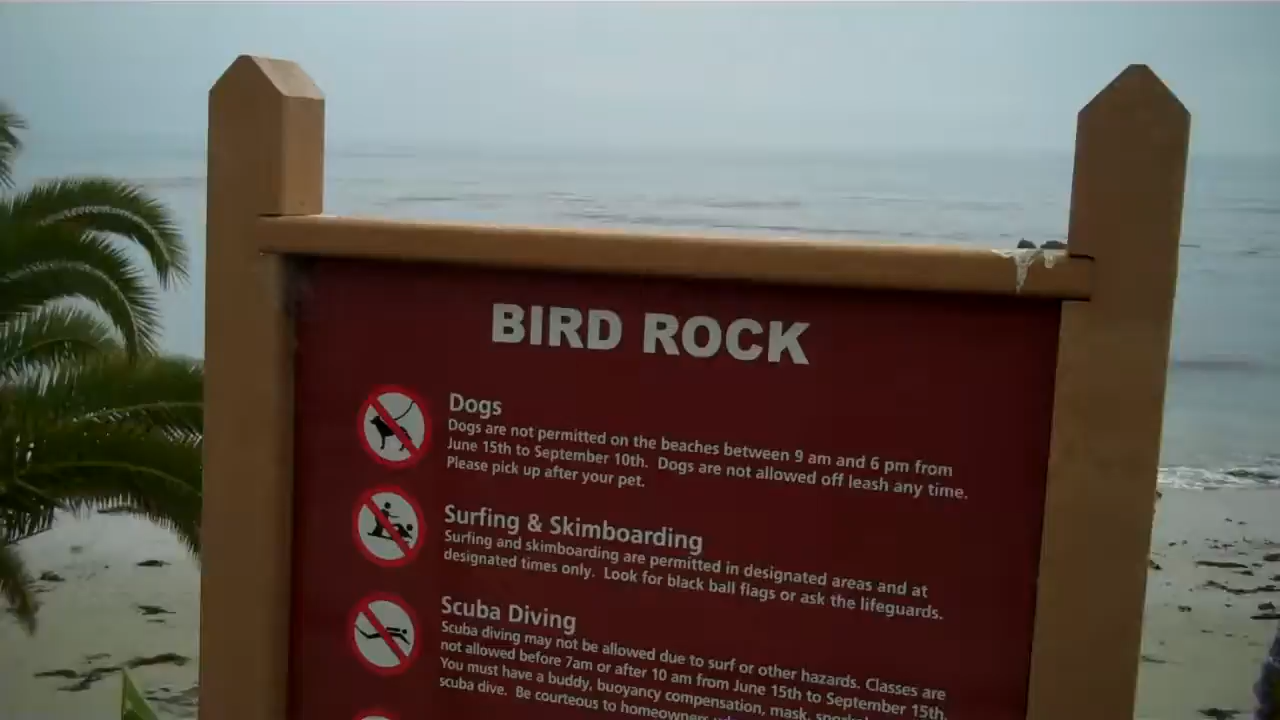 BIRD ROCK
Dogs
Dogs are not permitted on the beaches between 9 am and 6 pm from
June 15th to September 10th. Dogs are not allowed off leash any time.
Please pick up after your pet.
Surfing & Skimboarding
Surfing and skimboarding are permitted in designated areas and at
designated times only. Look for black ball flags or ask the lifeguards.
Scuba Diving
Scuba diving may not be allowed due to surf or other hazards. Classes are
not allowed before 7am or after 10 am from June 15th to September 15th.
You must have a buddy, buoyancy compensation, mask,
scuba dive. Be courteous to homeowners